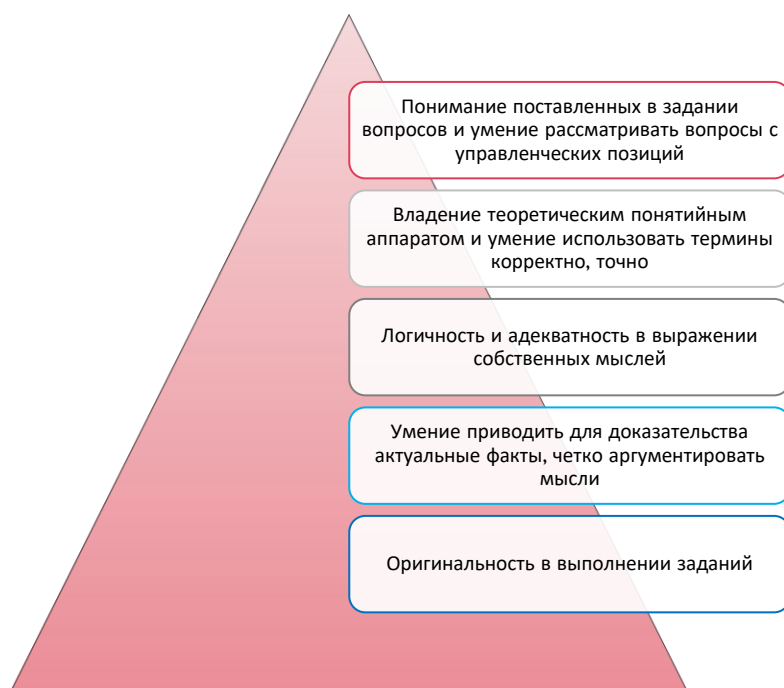 Понимание поставленных в задании
вопросов и умение рассматривать вопросы с
управленческих позиций
Владение теоретическим понятийным
аппаратом и умение использовать термины
корректно, точно
Логичность и адекватность в выражении
собственных мыслей
Умение приводить для доказательства
актуальные факты, четко аргументировать
мысли
Оригинальность в выполнении заданий